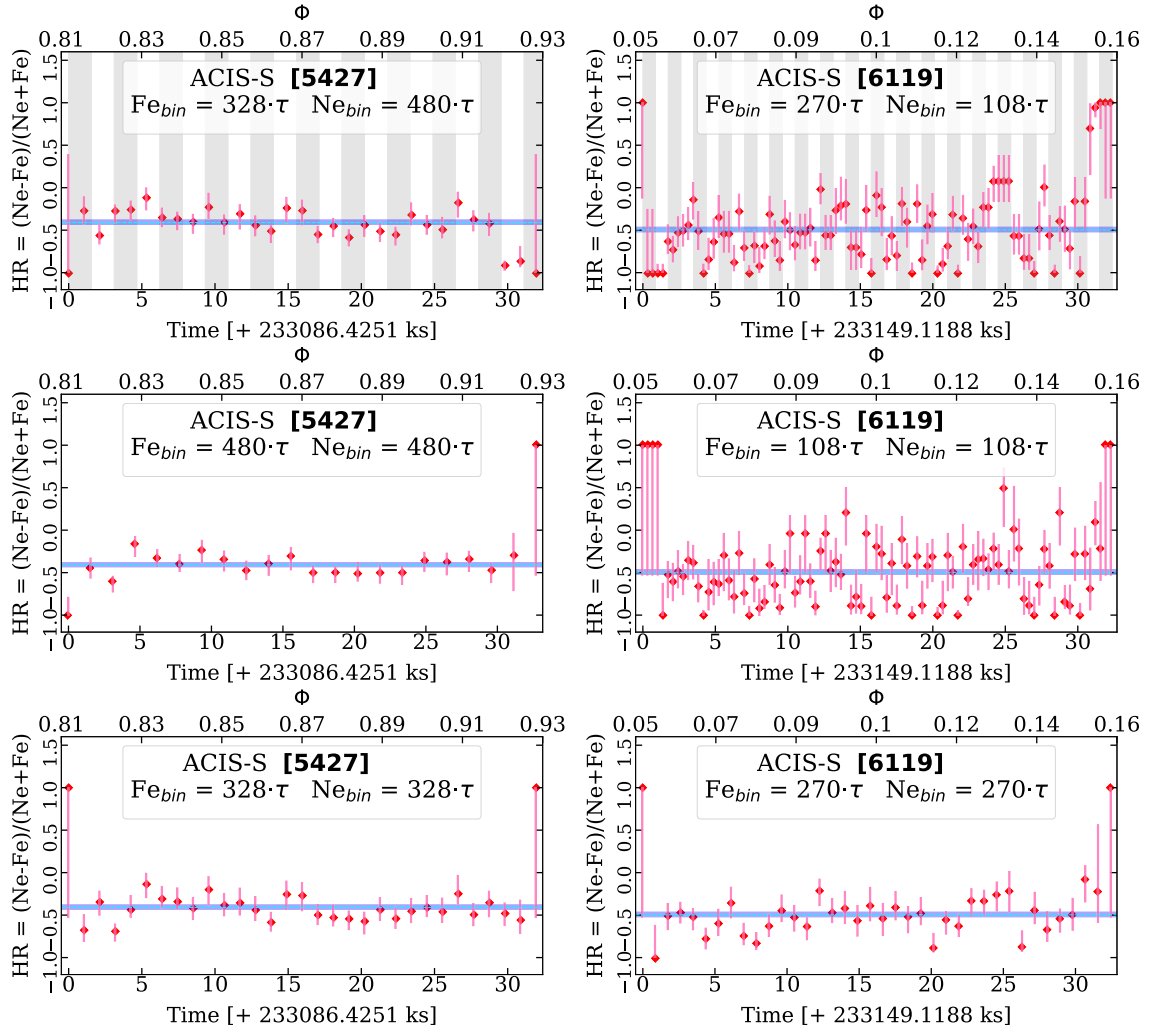 Φ
0.81 0.83 0.85 0.87 0.89 0.91 0.93
HR = (Ne-Fe)/(Ne+Fe)
1.5
1.0
0.5
0.0
−0.5
−1.0
ACIS-S [5427]
Fe_bin = 328·τ Ne_bin = 480·τ
0 5 10 15 20 25 30
Time [+ 233086.4251 ks]
Φ
0.05 0.06 0.08 0.09 0.1 0.12 0.13 0.14 0.16
HR = (Ne-Fe)/(Ne+Fe)
1.5
1.0
0.5
0.0
−0.5
−1.0
ACIS-S [6119]
Fe_bin = 270·τ Ne_bin = 108·τ
0 5 10 15 20 25 30
Time [+ 233149.1188 ks]
Φ
0.81 0.83 0.85 0.87 0.89 0.91 0.93
HR = (Ne-Fe)/(Ne+Fe)
1.5
1.0
0.5
0.0
−0.5
−1.0
ACIS-S [5427]
Fe_bin = 480·τ Ne_bin = 480·τ
0 5 10 15 20 25 30
Time [+ 233086.4251 ks]
Φ
0.05 0.06 0.08 0.09 0.1 0.12 0.13 0.14 0.16
HR = (Ne-Fe)/(Ne+Fe)
1.5
1.0
0.5
0.0
−0.5
−1.0
ACIS-S [6119]
Fe_bin = 108·τ Ne_bin = 108·τ
0 5 10 15 20 25 30
Time [+ 233149.1188 ks]
Φ
0.81 0.83 0.85 0.87 0.89 0.91 0.93
HR = (Ne-Fe)/(Ne+Fe)
1.5
1.0
0.5
0.0
−0.5
−1.0
ACIS-S [5427]
Fe_bin = 328·τ Ne_bin = 328·τ
0 5 10 15 20 25 30
Time [+ 233086.4251 ks]
Φ
0.05 0.06 0.08 0.09 0.1 0.12 0.13 0.14 0.16
HR = (Ne-Fe)/(Ne+Fe)
1.5
1.0
0.5
0.0
−0.5
−1.0
ACIS-S [6119]
Fe_bin = 270·τ Ne_bin = 270·τ
0 5 10 15 20 25 30
Time [+ 233149.1188 ks]